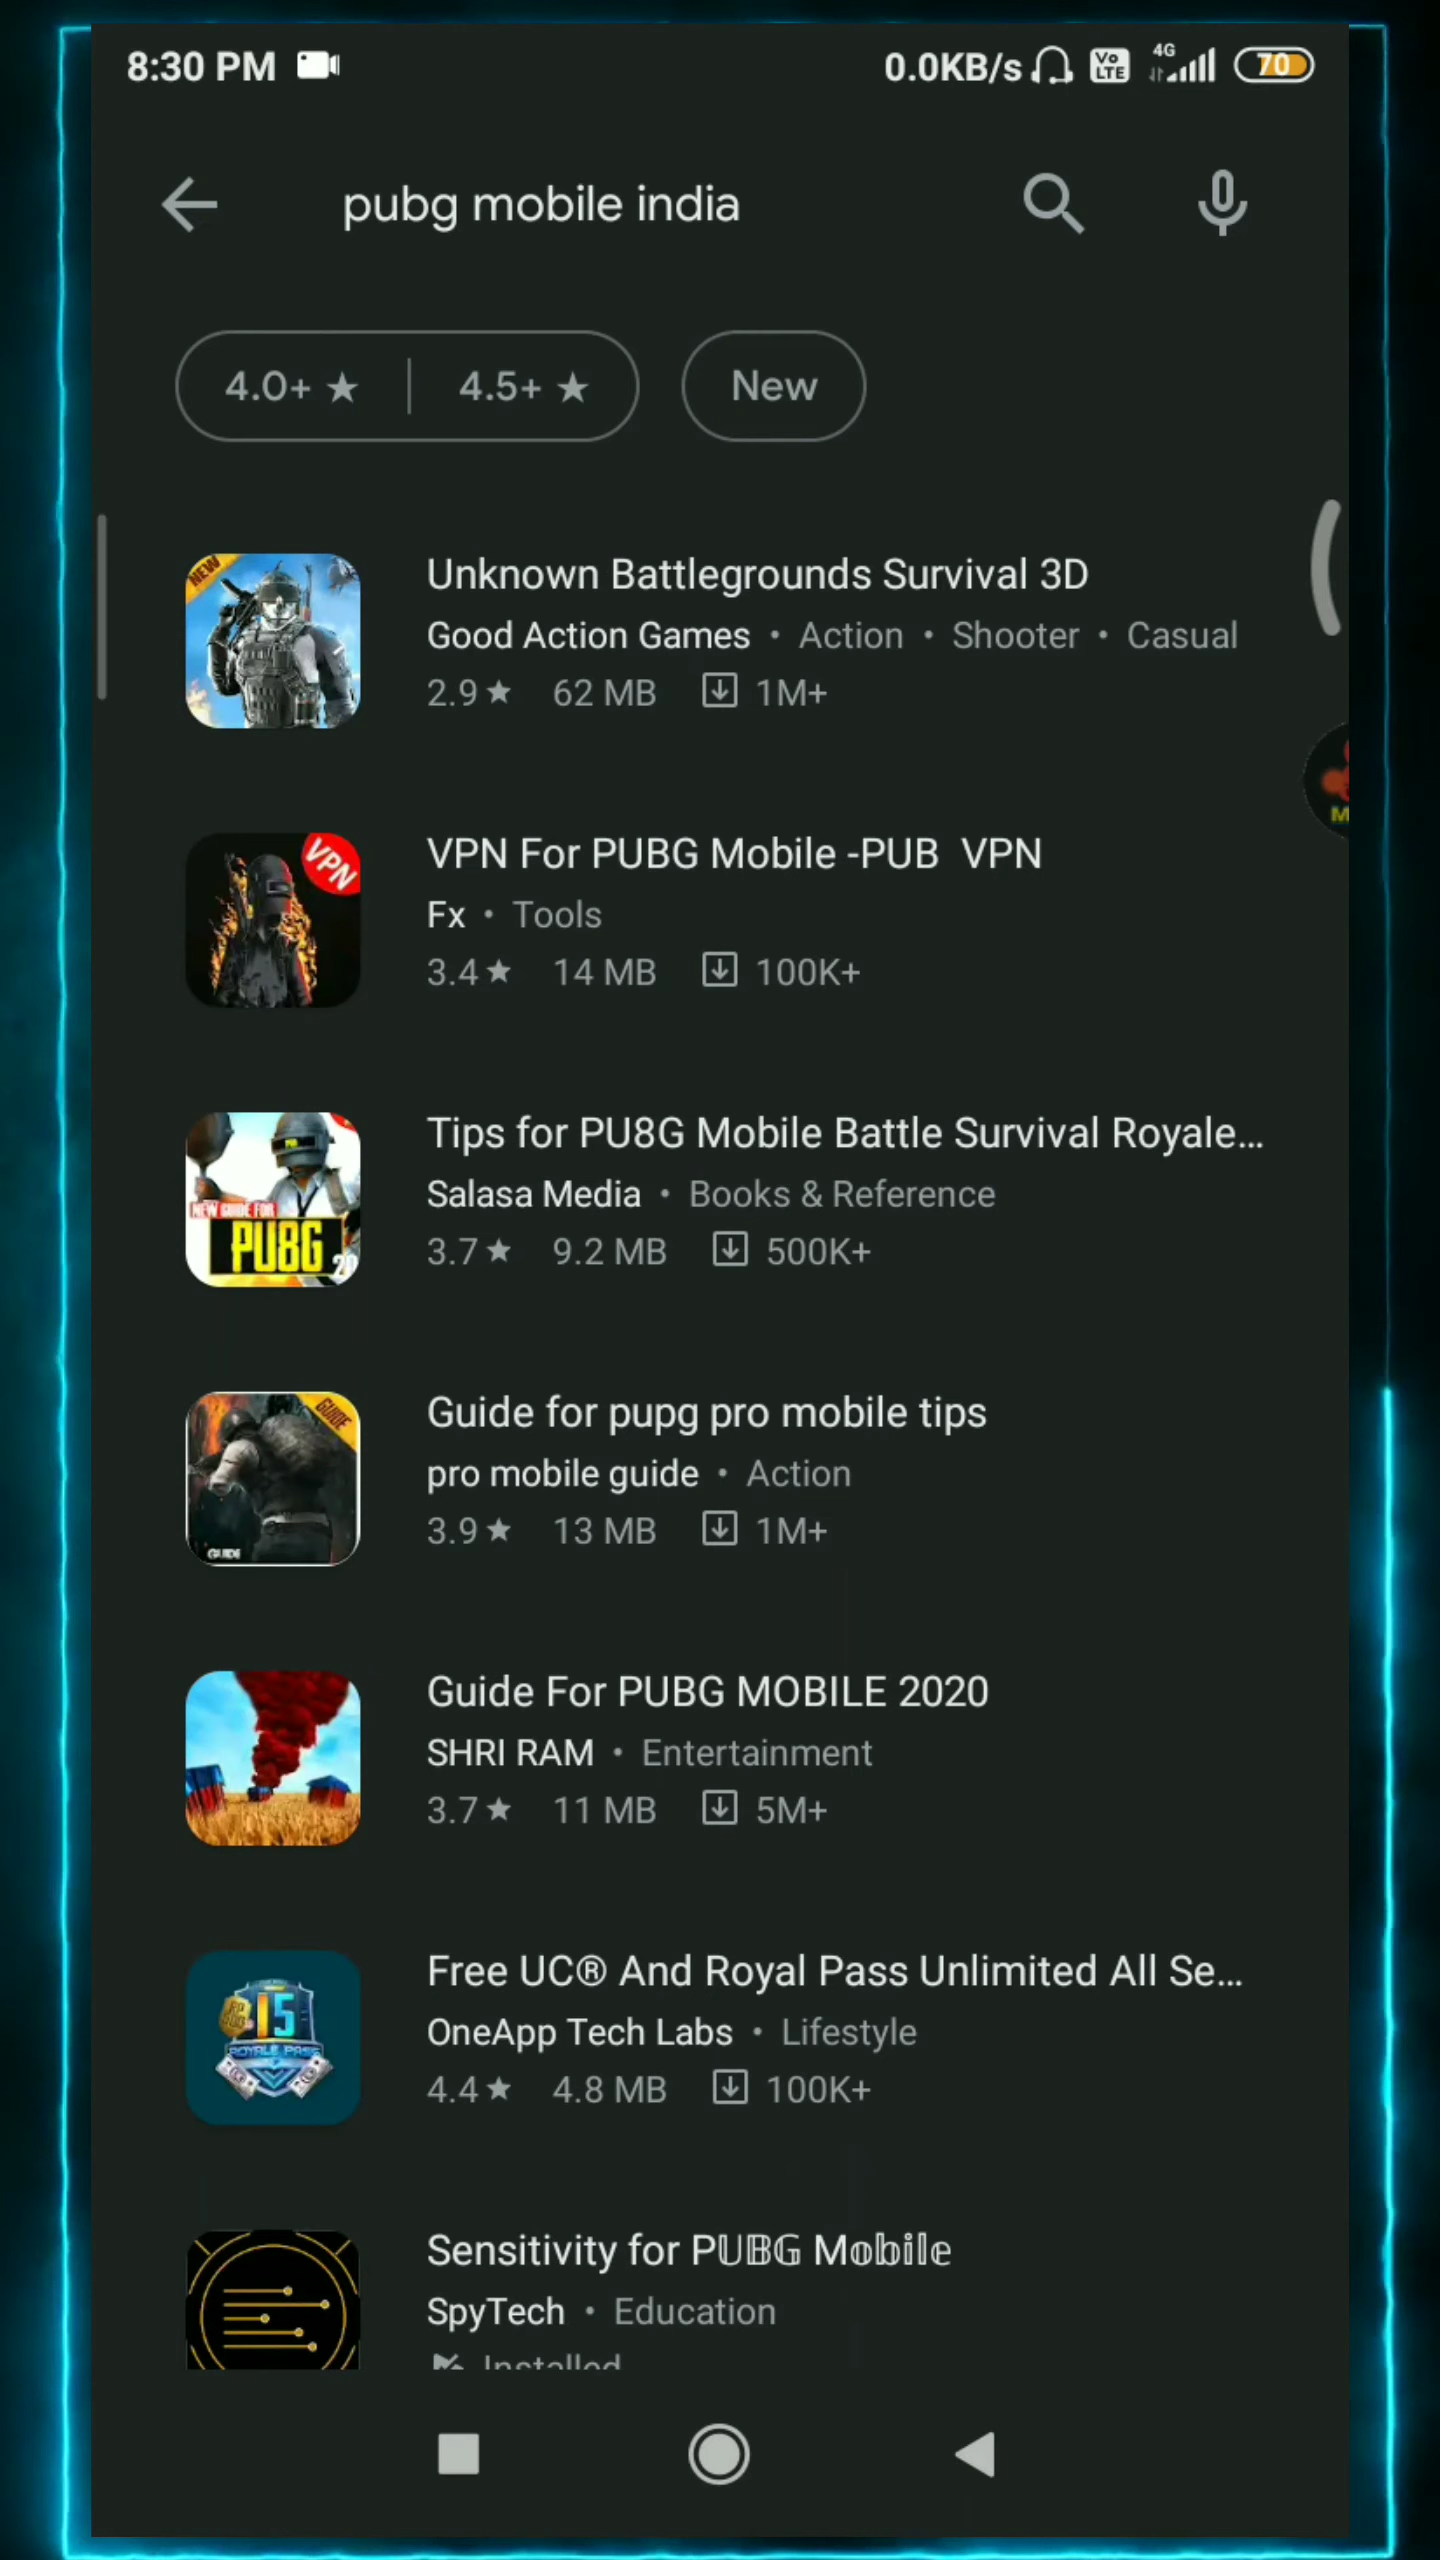 8:30 PM 0.0KB/s Vo LTE 4G 70
pubg mobile india
4.0+ ★ | 4.5+ ★ New
NEW
Unknown Battlegrounds Survival 3D
Good Action Games • Action • Shooter • Casual
2.9 ★ 62 MB 1M+
VPN
VPN For PUBG Mobile -PUB  VPN
Fx • Tools
3.4 ★ 14 MB 100K+
Tips for PU8G Mobile Battle Survival Royale...
Salasa Media • Books & Reference
3.7 ★ 9.2 MB 500K+
NEW GUIDE FOR
PU8G
GUIDE
Guide for pupg pro mobile tips
pro mobile guide • Action
3.9 ★ 13 MB 1M+
GUIDE
Guide For PUBG MOBILE 2020
SHRI RAM • Entertainment
3.7 ★ 11 MB 5M+
Free UC® And Royal Pass Unlimited All Se...
OneApp Tech Labs • Lifestyle
4.4 ★ 4.8 MB 100K+
15
ROYALE PASS
Sensitivity for P𝕌𝔹𝔾 M𝕠𝕓𝕚𝕝𝕖
SpyTech • Education
Installed